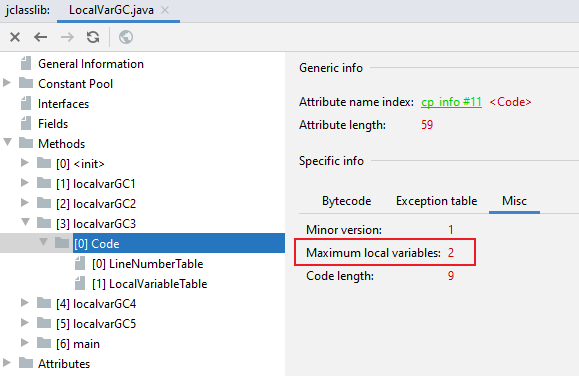 jclasslib: LocalVarGC.java
General Information
Constant Pool
Interfaces
Fields
Methods
[0] <init>
[1] localvarGC1
[2] localvarGC2
[3] localvarGC3
[0] Code
[0] LineNumberTable
[1] LocalVariableTable
[4] localvarGC4
[5] localvarGC5
[6] main
Attributes
Generic info
Attribute name index: cp_info #11 <Code>
Attribute length: 59
Specific info
Bytecode Exception table Misc
Minor version: 1
Maximum local variables: 2
Code length: 9